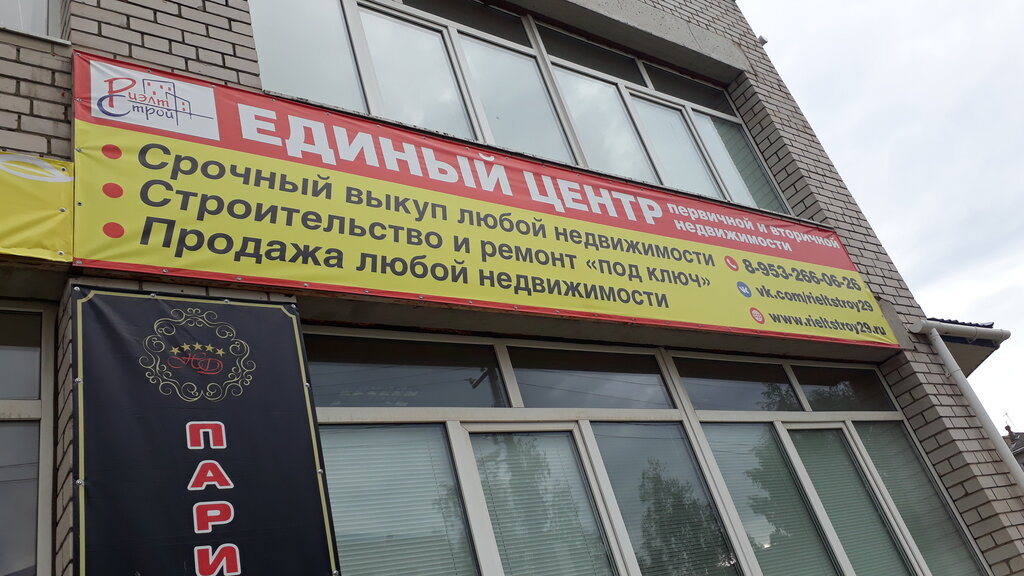 Риэлт
Строй
ЕДИНЫЙ ЦЕНТР
первичной и вторичной
недвижимости
• Срочный выкуп любой недвижимости
• Строительство и ремонт «под ключ»
• Продажа любой недвижимости
8-953-266-06-26
vk.com/rieltstroy29
www.rieltstroy29.ru
ПАРИ